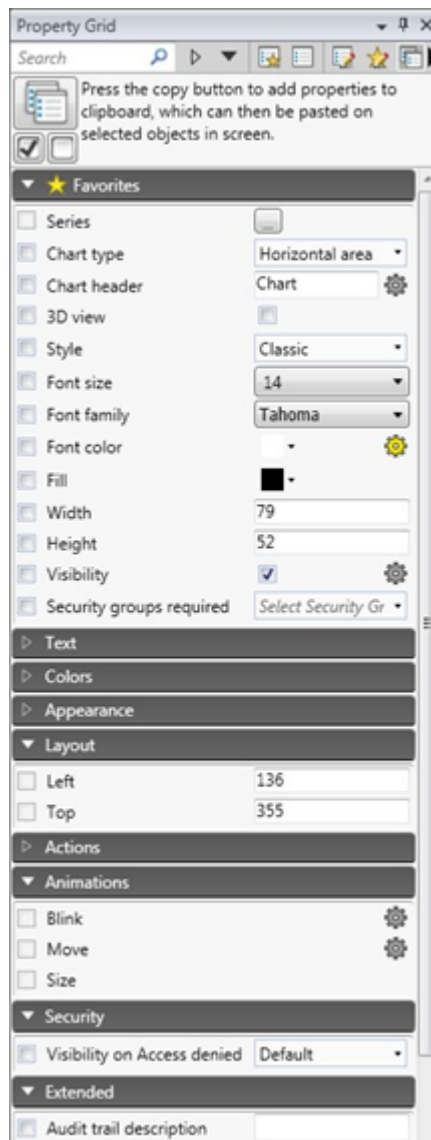 Property Grid
Search
Press the copy button to add properties to
clipboard, which can then be pasted on
selected objects in screen.
Favorites
Series
Chart type Horizontal area
Chart header Chart
3D view
Style Classic
Font size 14
Font family Tahoma
Font color
Fill
Width 79
Height 52
Visibility
Security groups required Select Security Gr
Text
Colors
Appearance
Layout
Left 136
Top 355
Actions
Animations
Blink
Move
Size
Security
Visibility on Access denied Default
Extended
Audit trail description